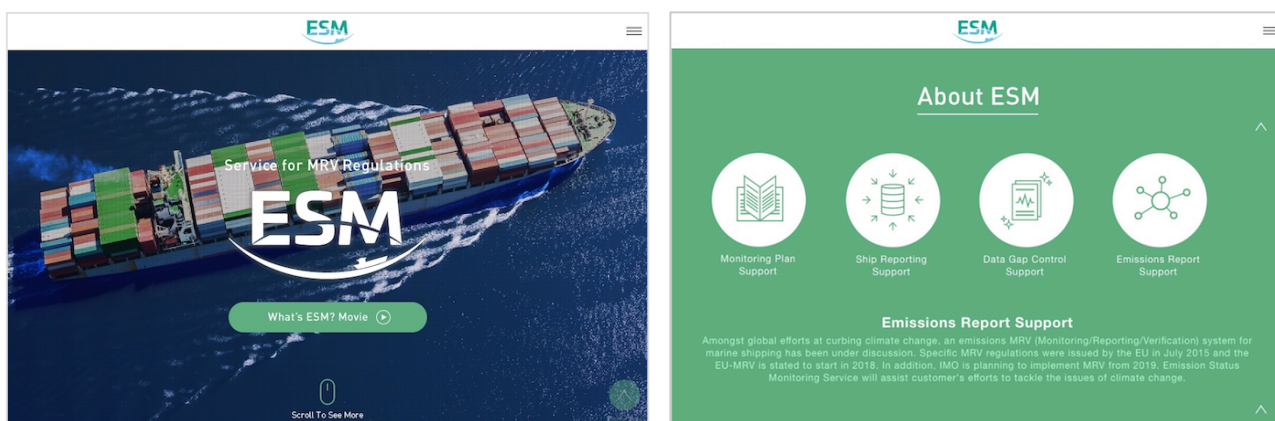 ESM
Service for MRV Regulations
ESM
What's ESM? Movie
Scroll To See More
ESM
About ESM
Monitoring Plan
Support
Ship Reporting
Support
Data Gap Control
Support
Emissions Report
Support
Emissions Report Support
Amongst global efforts at curbing climate change, an emissions MRV (Monitoring/Reporting/Verification) system for
marine shipping has been under discussion. Specific MRV regulations were issued by the EU in July 2015 and the
EU-MRV is stated to start in 2018. In addition, IMO is planning to implement MRV from 2019. Emission Status
Monitoring Service will assist customer's efforts to tackle the issues of climate change.